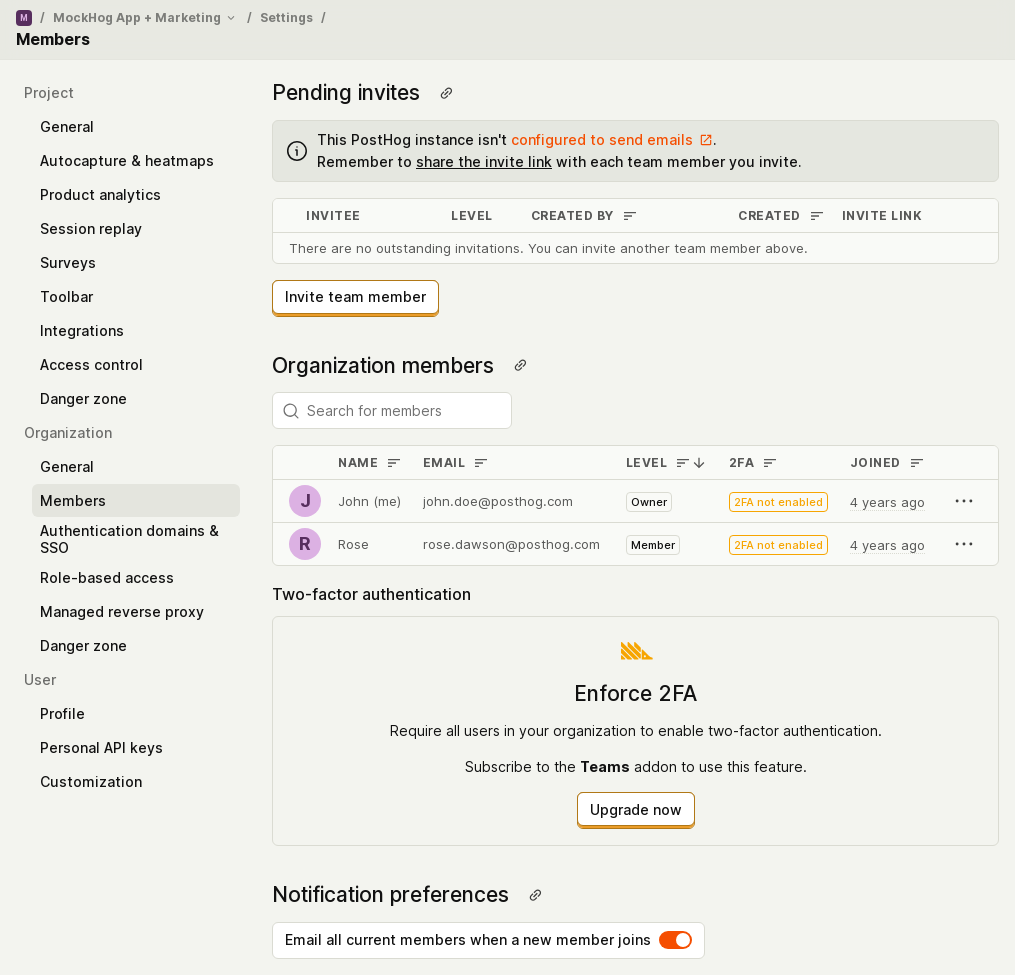 M / MockHog App + Marketing / Settings /
Members
Project
General
Autocapture & heatmaps
Product analytics
Session replay
Surveys
Toolbar
Integrations
Access control
Danger zone
Organization
General
Members
Authentication domains &
SSO
Role-based access
Managed reverse proxy
Danger zone
User
Profile
Personal API keys
Customization
Pending invites
This PostHog instance isn't configured to send emails.
Remember to share the invite link with each team member you invite.
INVITEE LEVEL CREATED BY CREATED INVITE LINK
There are no outstanding invitations. You can invite another team member above.
Invite team member
Organization members
Search for members
NAME EMAIL LEVEL 2FA JOINED
J John (me) john.doe@posthog.com Owner 2FA not enabled 4 years ago
R Rose rose.dawson@posthog.com Member 2FA not enabled 4 years ago
Two-factor authentication
Enforce 2FA
Require all users in your organization to enable two-factor authentication.
Subscribe to the Teams addon to use this feature.
Upgrade now
Notification preferences
Email all current members when a new member joins